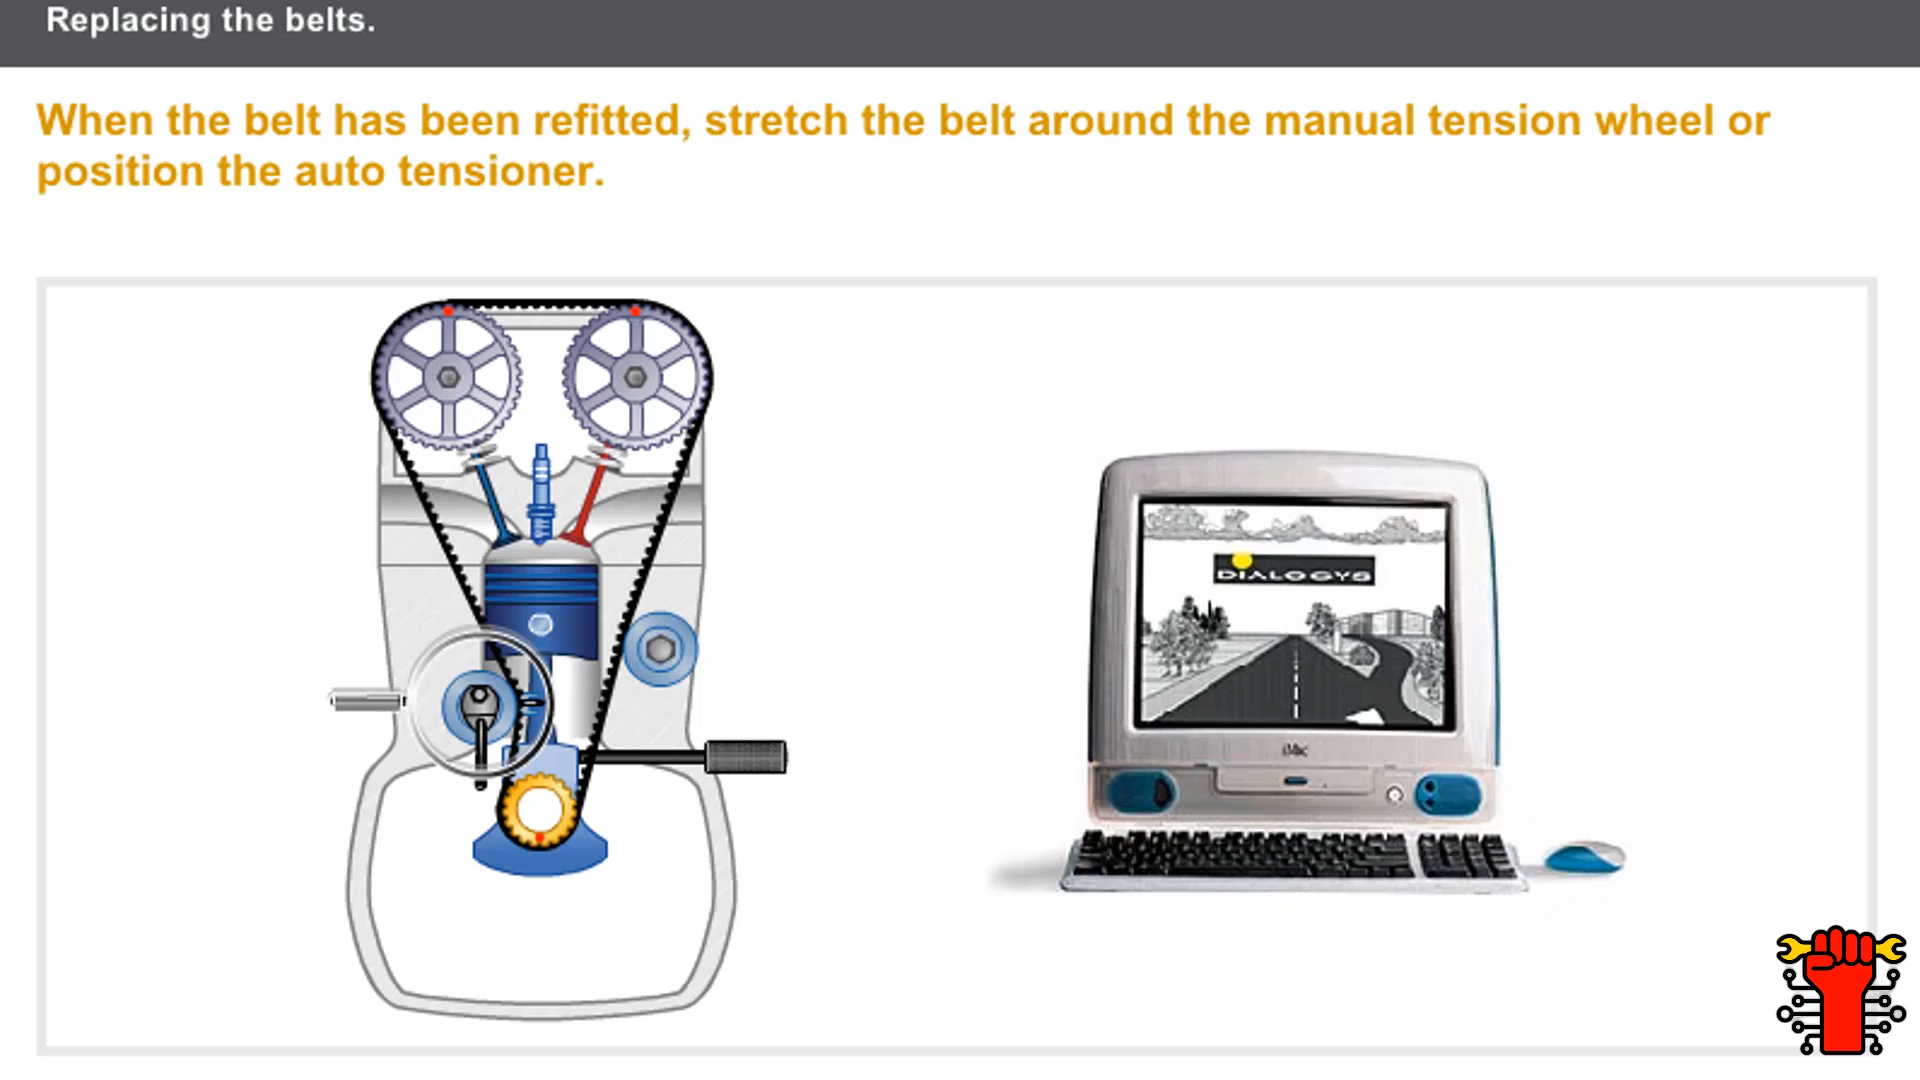 Replacing the belts.
When the belt has been refitted, stretch the belt around the manual tension wheel or
position the auto tensioner.
DIALOGYS
iMac